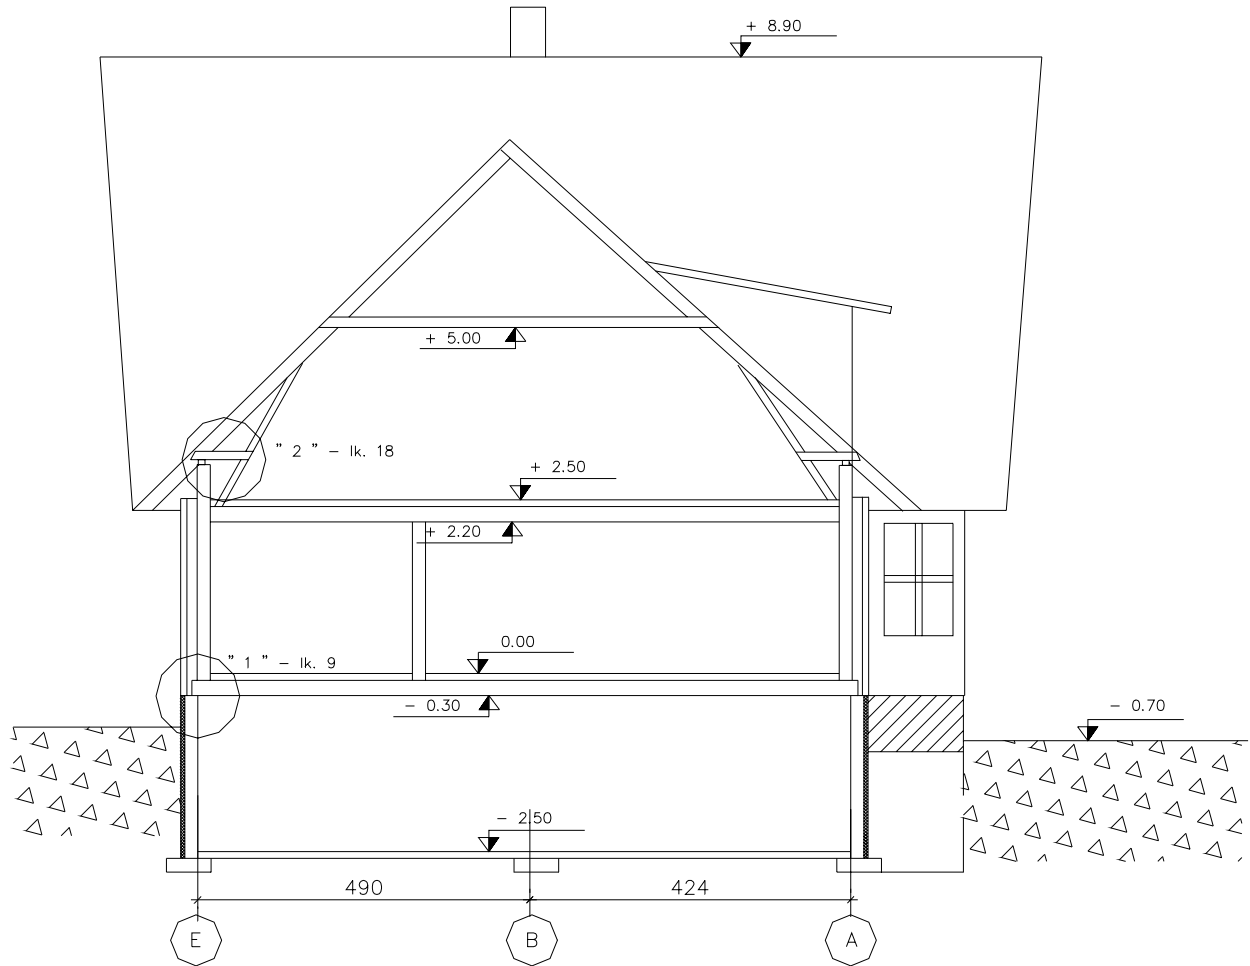 + 8.90
+ 5.00
" 2 " - lk. 18
+ 2.50
+ 2.20
0.00
" 1 " - lk. 9
- 0.30
- 0.70
- 2.50
490
424
E
B
A